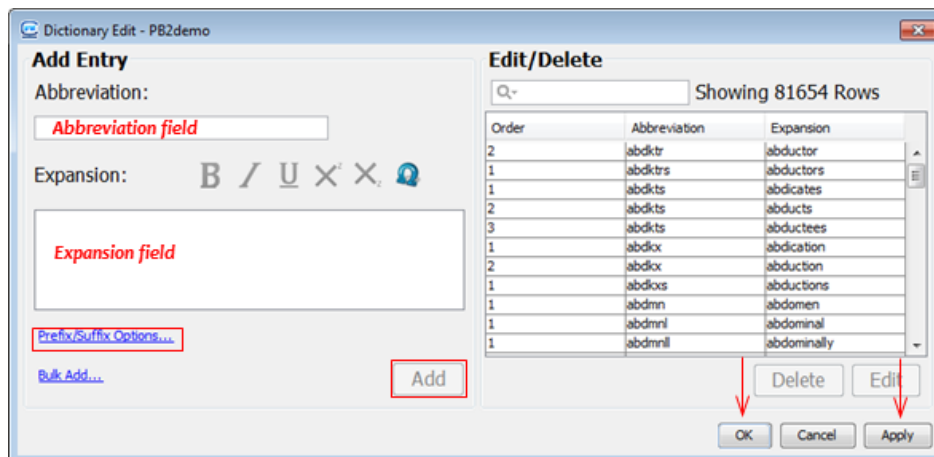 Dictionary Edit - PB2demo
Add Entry
Abbreviation:
Abbreviation field
Expansion:
B I U X² X₂
Expansion field
Prefix/Suffix Options...
Bulk Add...
Add
Edit/Delete
Showing 81654 Rows
Order Abbreviation Expansion
2 abdktr abductor
1 abdktrs abductors
1 abdkts abdicates
2 abdkts abducts
3 abdkts abductees
1 abdkx abdication
2 abdkx abduction
1 abdkxs abductions
1 abdmn abdomen
1 abdmnl abdominal
1 abdmnll abdominally
Delete Edit
OK Cancel Apply